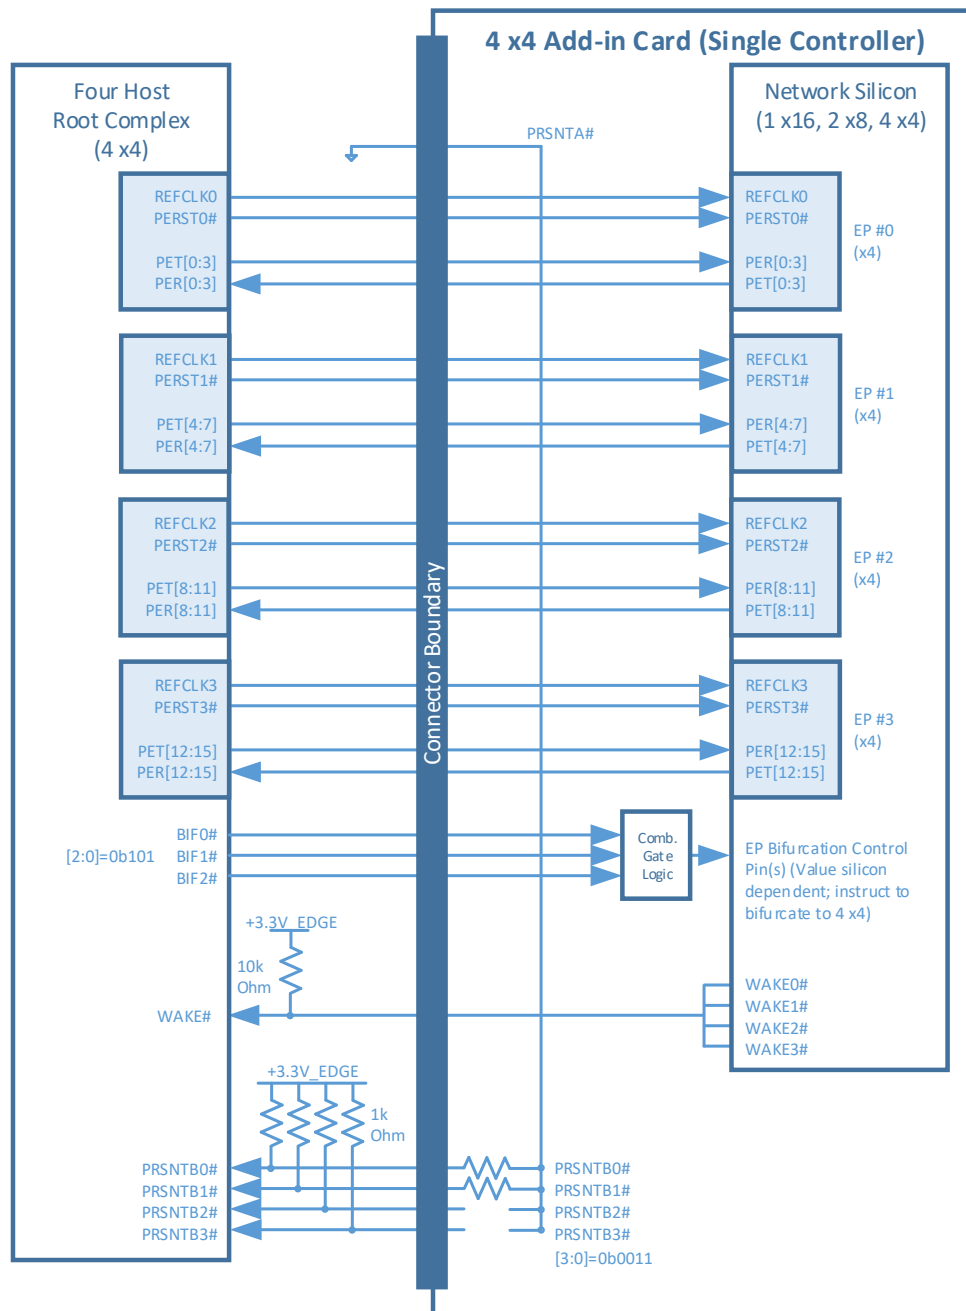 4 x4 Add-in Card (Single Controller)
Four Host
Root Complex
(4 x4)
Network Silicon
(1 x16, 2 x8, 4 x4)
PRSNTA#
REFCLK0
PERST0#
PET[0:3]
PER[0:3]
REFCLK0
PERST0#
PER[0:3]
PET[0:3]
EP #0
(x4)
REFCLK1
PERST1#
PET[4:7]
PER[4:7]
REFCLK1
PERST1#
PER[4:7]
PET[4:7]
EP #1
(x4)
REFCLK2
PERST2#
PET[8:11]
PER[8:11]
REFCLK2
PERST2#
PER[8:11]
PET[8:11]
EP #2
(x4)
REFCLK3
PERST3#
PET[12:15]
PER[12:15]
REFCLK3
PERST3#
PER[12:15]
PET[12:15]
EP #3
(x4)
Connector Boundary
BIF0#
[2:0]=0b101 BIF1#
BIF2#
Comb.
Gate
Logic
EP Bifurcation Control
Pin(s) (Value silicon
dependent; instruct to
bifurcate to 4 x4)
+3.3V_EDGE
10k
Ohm
WAKE#
WAKE0#
WAKE1#
WAKE2#
WAKE3#
+3.3V_EDGE
1k
Ohm
PRSNTB0#
PRSNTB1#
PRSNTB2#
PRSNTB3#
PRSNTB0#
PRSNTB1#
PRSNTB2#
PRSNTB3#
[3:0]=0b0011